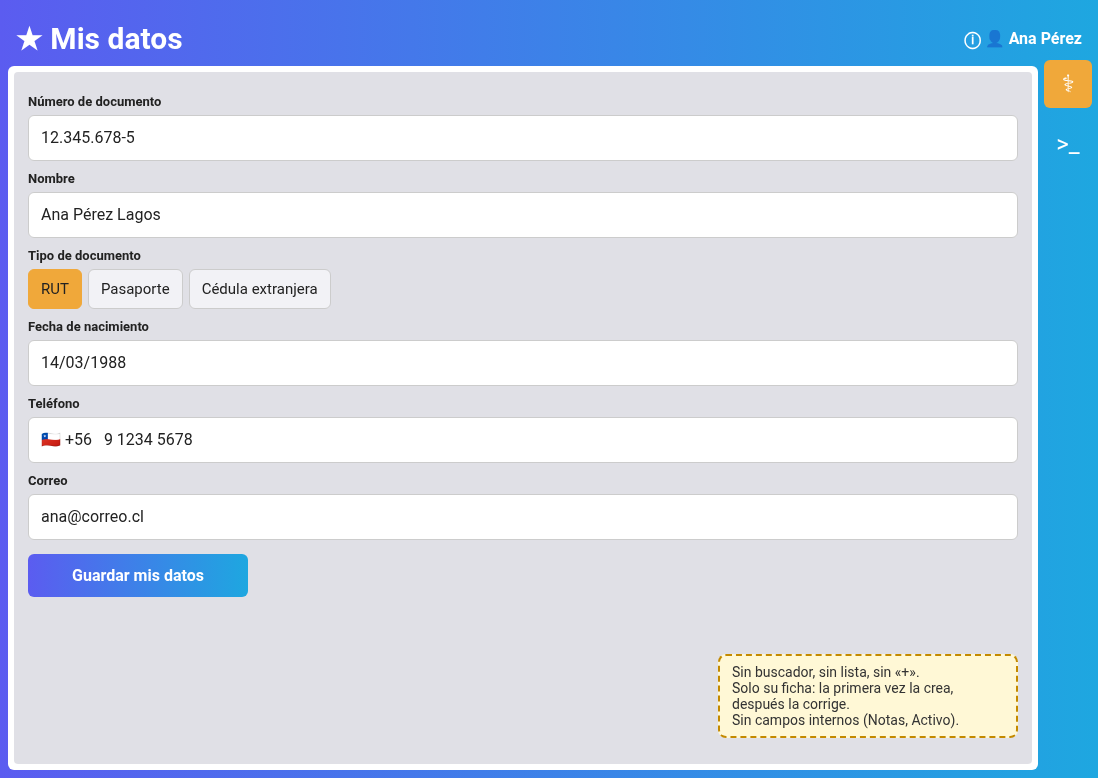 ★ Mis datos
ⓘ 👤 Ana Pérez
>_
Número de documento
12.345.678-5
Nombre
Ana Pérez Lagos
Tipo de documento
RUT Pasaporte Cédula extranjera
Fecha de nacimiento
14/03/1988
Teléfono
🇨🇱 +56 9 1234 5678
Correo
ana@correo.cl
Guardar mis datos
Sin buscador, sin lista, sin «+».
Solo su ficha: la primera vez la crea,
después la corrige.
Sin campos internos (Notas, Activo).